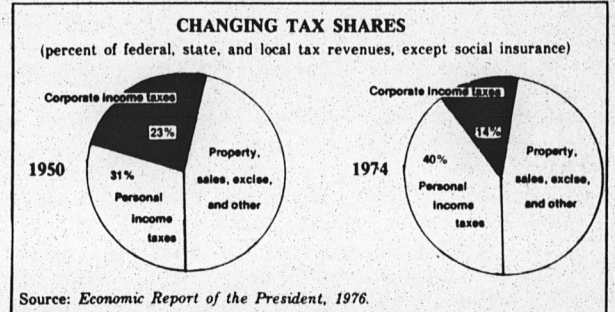 CHANGING TAX SHARES
(percent of federal, state, and local tax revenues, except social insurance)
1950
Corporate income taxes
23%
31%
Personal
Income
taxes
Property,
sales, excise,
and other
1974
Corporate Income taxes
14%
40%
Personal
Income
taxes
Property,
sales, excise,
and other
Source: Economic Report of the President, 1976.